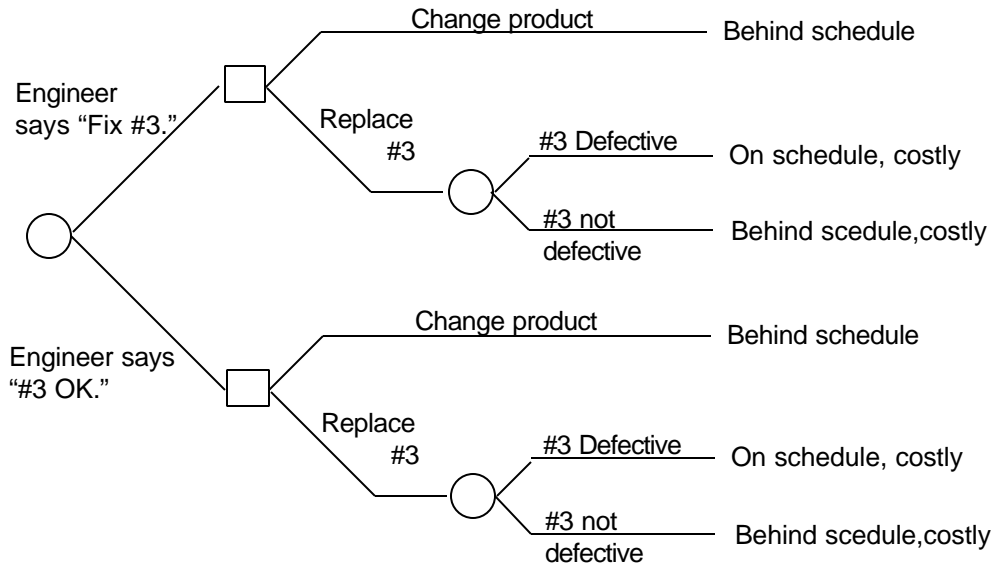 Change product
Behind schedule
Engineer
says “Fix #3.”
Replace
#3
#3 Defective
On schedule, costly
#3 not
defective
Behind scedule,costly
Change product
Behind schedule
Engineer says
“#3 OK.”
Replace
#3
#3 Defective
On schedule, costly
#3 not
defective
Behind scedule,costly